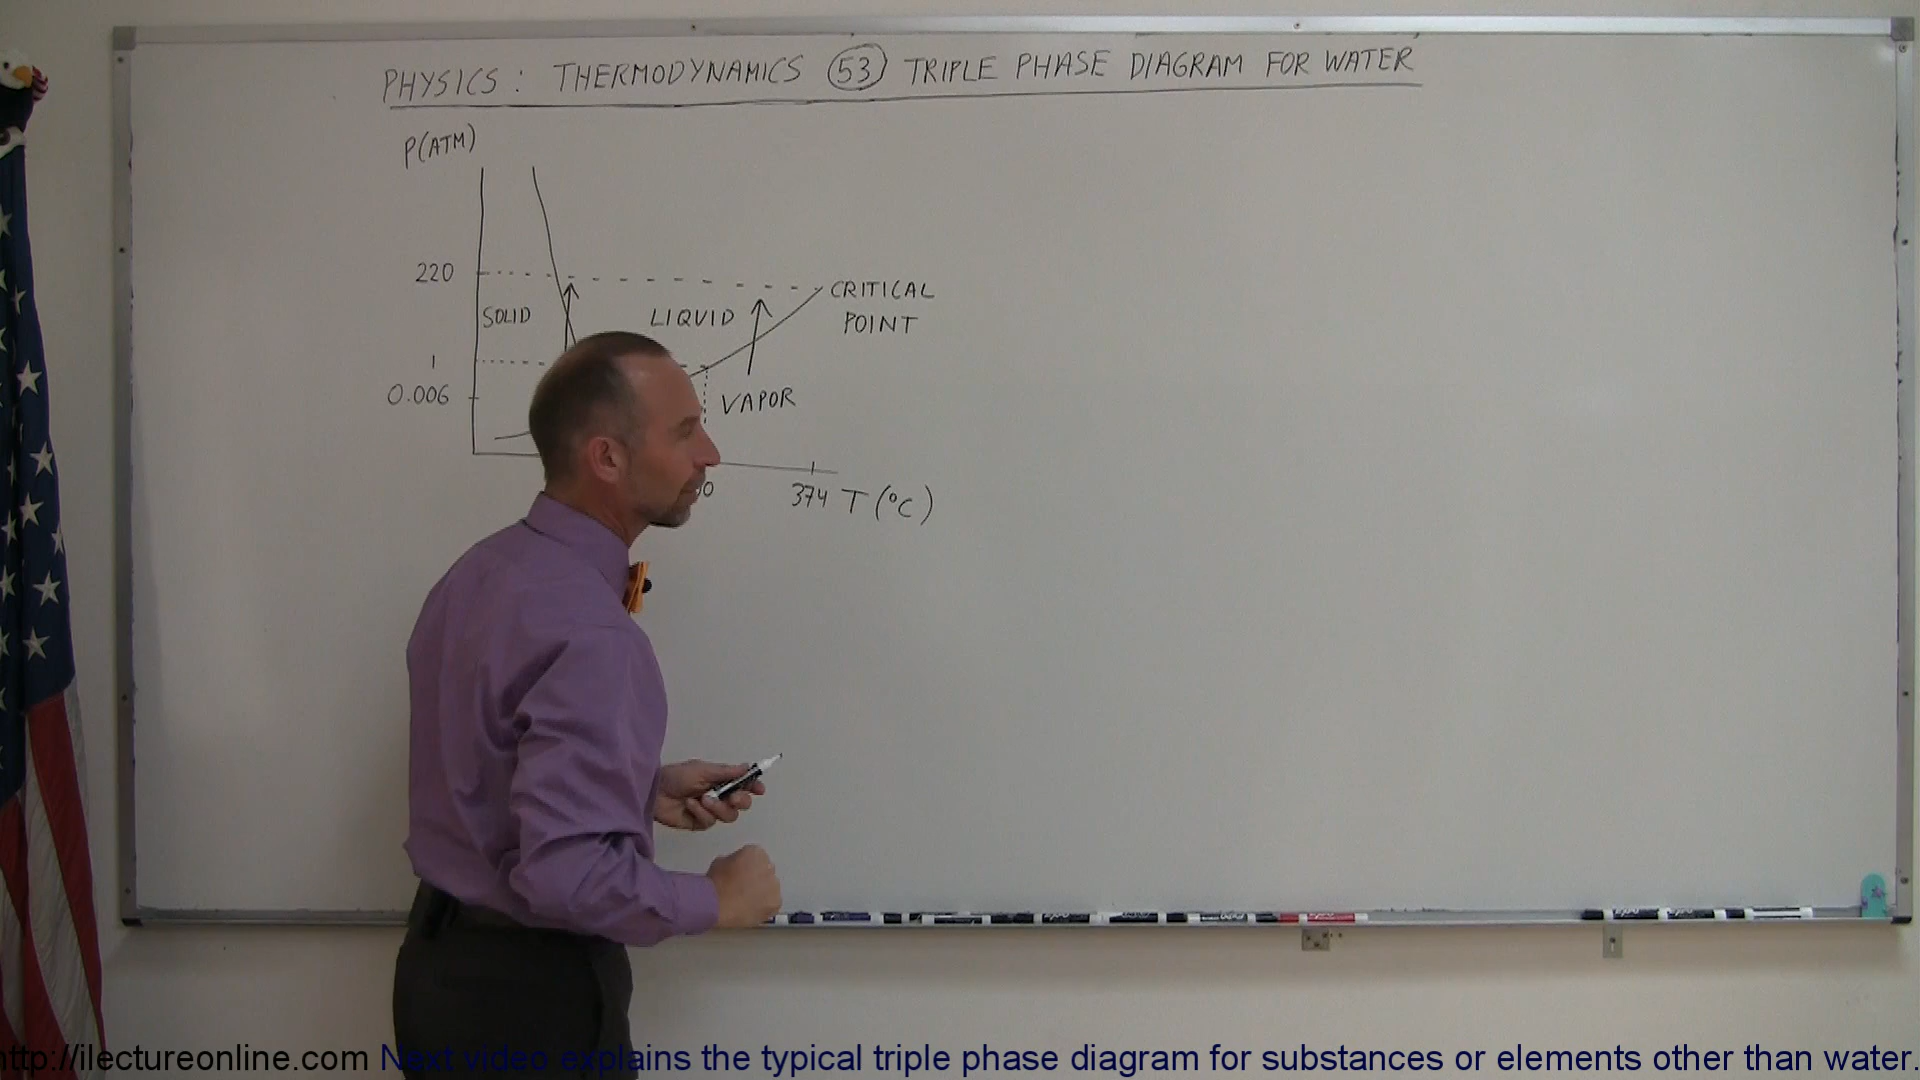 PHYSICS: THERMODYNAMICS 53 TRIPLE PHASE DIAGRAM FOR WATER
P(ATM)
220
CRITICAL
POINT
SOLID
LIQUID
1
0.006
VAPOR
374 T (°C)
http://ilectureonline.com Next video explains the typical triple phase diagram for substances or elements other than water.